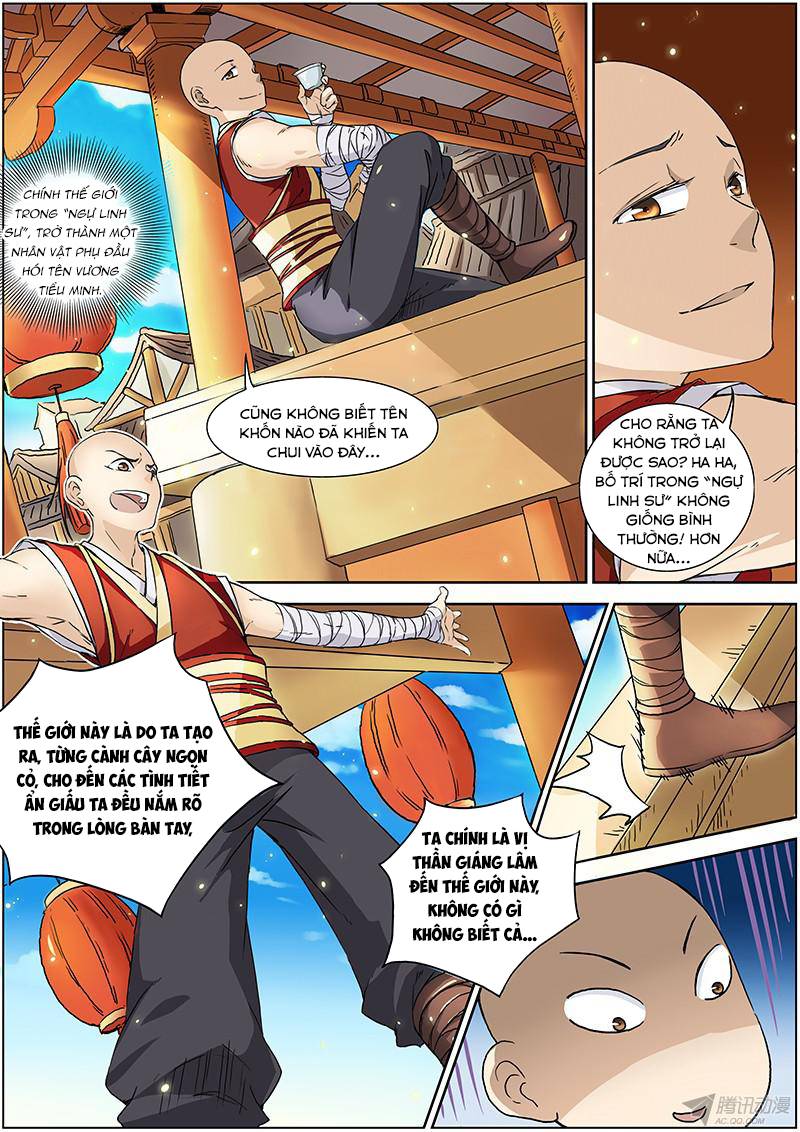 CHÍNH THẾ GIỚI
TRONG "NGỰ LINH
SƯ", TRỞ THÀNH MỘT
NHÂN VẬT PHỤ ĐẦU
HÓI TÊN VƯƠNG
TIỂU MINH.
CŨNG KHÔNG BIẾT TÊN
KHỐN NÀO ĐÃ KHIẾN TA
CHUI VÀO ĐÂY...
CHO RẰNG TA
KHÔNG TRỞ LẠI
ĐƯỢC SAO? HA HA,
BỐ TRÍ TRONG "NGỰ
LINH SƯ" KHÔNG
GIỐNG BÌNH
THƯỜNG! HƠN
NỮA...
THẾ GIỚI NÀY LÀ DO TA TẠO
RA, TỪNG CÀNH CÂY NGỌN
CỎ, CHO ĐẾN CÁC TÌNH TIẾT
ẨN GIẤU TA ĐỀU NẮM RÕ
TRONG LÒNG BÀN TAY,
TA CHÍNH LÀ VỊ
THẦN GIÁNG LÂM
ĐẾN THẾ GIỚI NÀY,
KHÔNG CÓ GÌ
KHÔNG BIẾT CẢ...
腾讯动漫
AC.QQ.COM